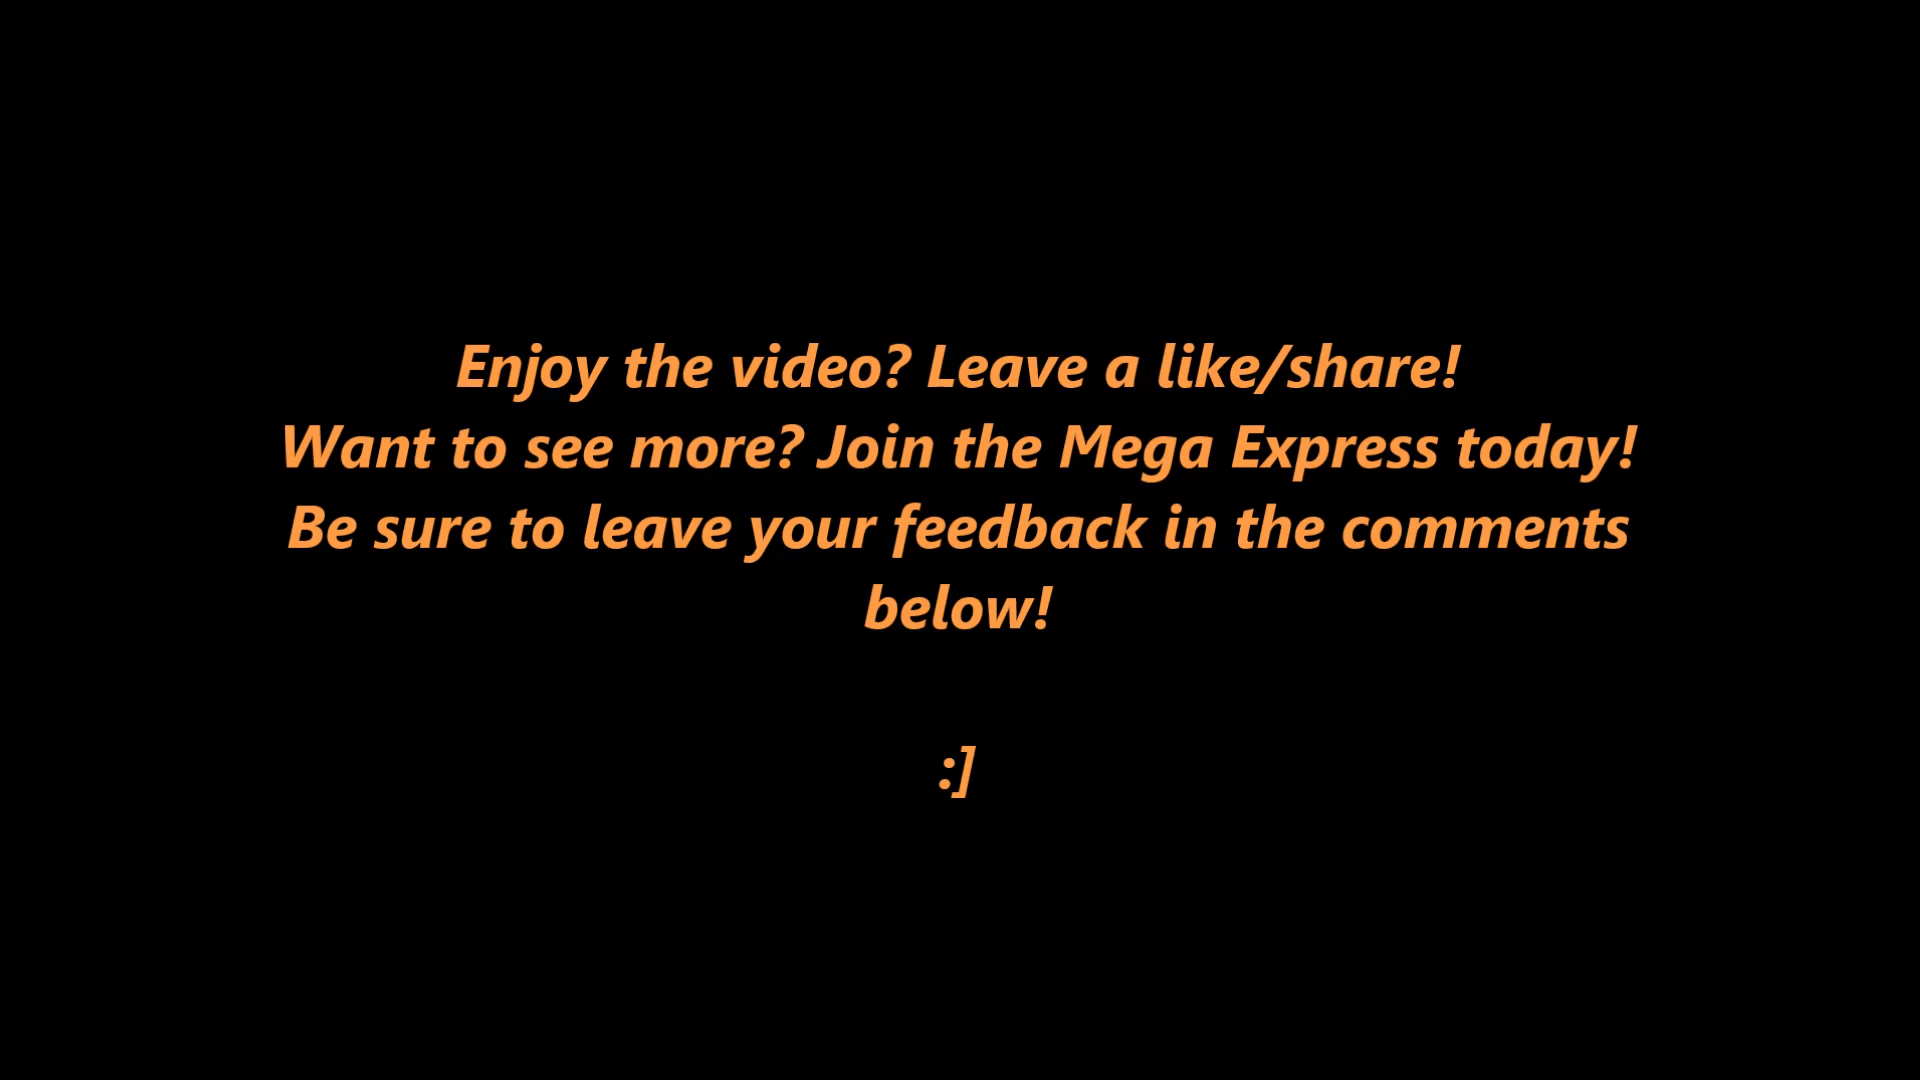 Enjoy the video? Leave a like/share!
Want to see more? Join the Mega Express today!
Be sure to leave your feedback in the comments
below!
:]